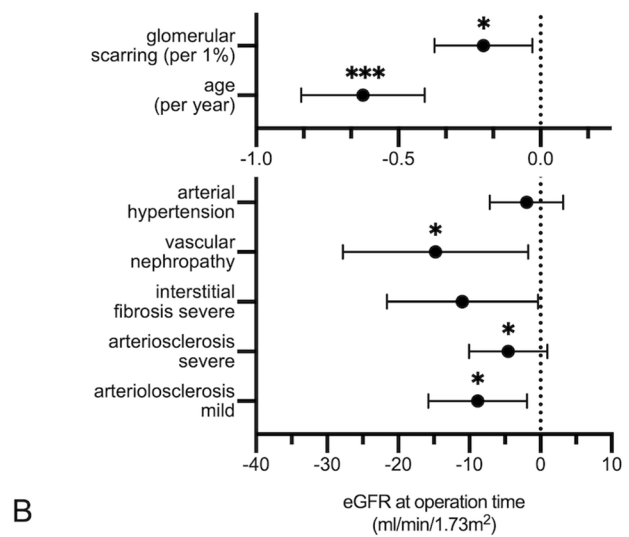 *
glomerular
scarring (per 1%)
***
age
(per year)
-1.0 -0.5 0.0
arterial
hypertension
*
vascular
nephropathy
interstitial
fibrosis severe
*
arteriosclerosis
severe
*
arteriolosclerosis
mild
-40 -30 -20 -10 0 10
eGFR at operation time
(ml/min/1.73m²)
B